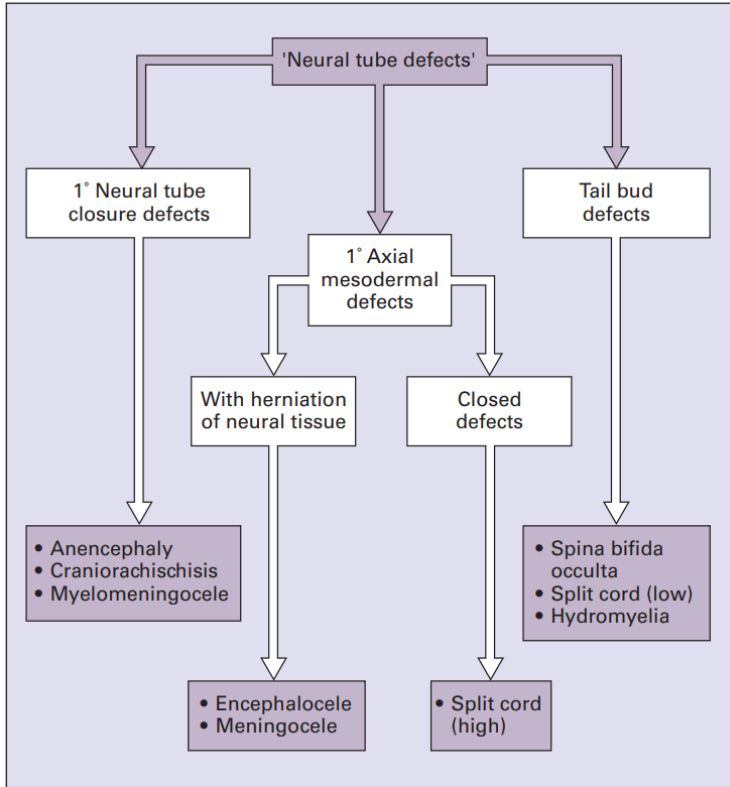 'Neural tube defects'
1° Neural tube
closure defects
Tail bud
defects
1° Axial
mesodermal
defects
With herniation
of neural tissue
Closed
defects
• Anencephaly
• Craniorachischisis
• Myelomeningocele
• Spina bifida
occulta
• Split cord (low)
• Hydromyelia
• Encephalocele
• Meningocele
• Split cord
(high)